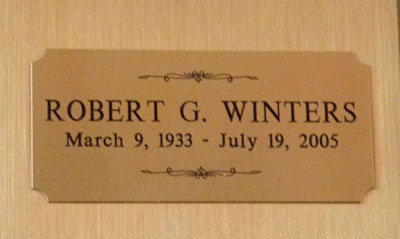 ROBERT G. WINTERS
March 9, 1933 - July 19, 2005